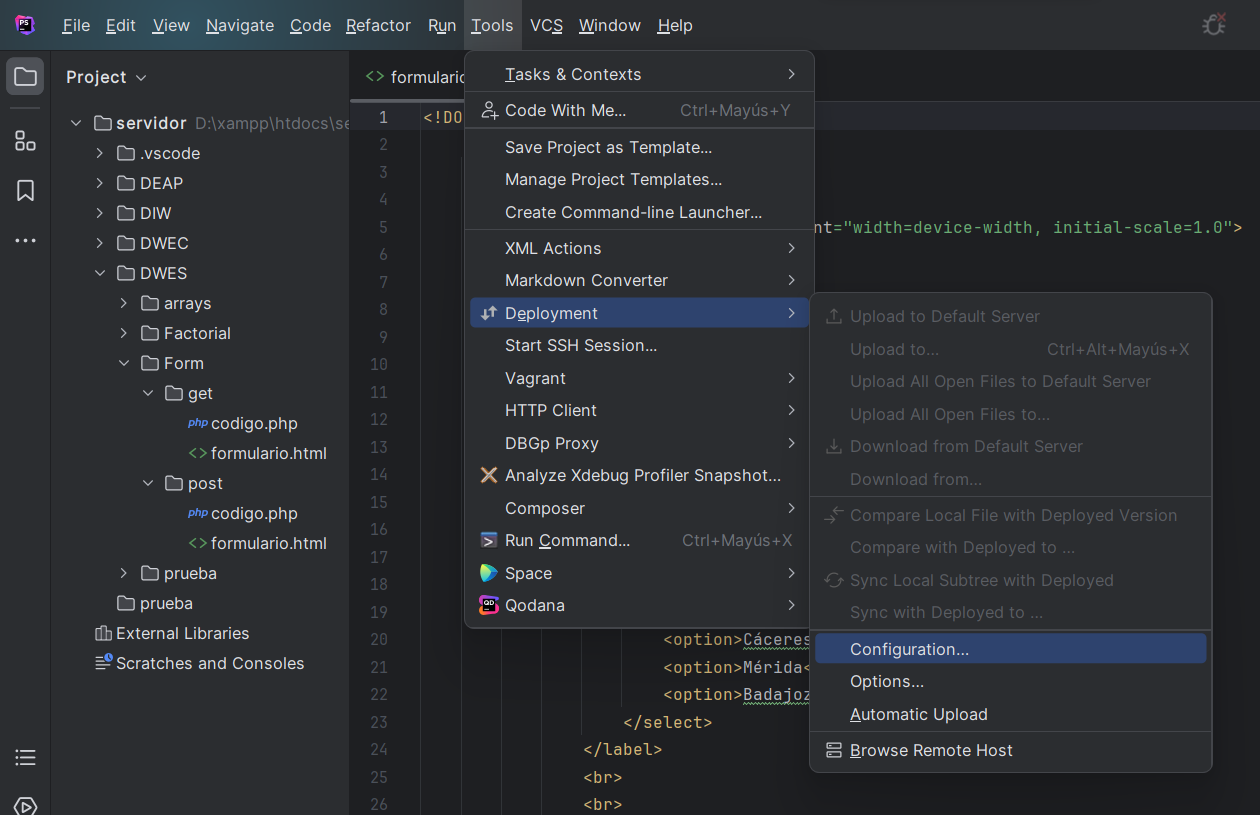 PS
File Edit View Navigate Code Refactor Run Tools VCS Window Help
Project
servidor D:\xampp\htdocs\se
.vscode
DEAP
DIW
DWEC
DWES
arrays
Factorial
Form
get
php codigo.php
<> formulario.html
post
php codigo.php
<> formulario.html
prueba
prueba
External Libraries
Scratches and Consoles
<> formulario
1 <!DO
2
3
4
5 nt="width=device-width, initial-scale=1.0">
6
7
8
9
10
11
12
13
14
15
16
17
18
19
20 <option>Cáceres
21 <option>Mérida<
22 <option>Badajoz
23 </select>
24 </label>
25 <br>
26 <br>
Tasks & Contexts
Code With Me... Ctrl+Mayús+Y
Save Project as Template...
Manage Project Templates...
Create Command-line Launcher...
XML Actions
Markdown Converter
Deployment
Start SSH Session...
Vagrant
HTTP Client
DBGp Proxy
Analyze Xdebug Profiler Snapshot...
Composer
Run Command... Ctrl+Mayús+X
Space
QD Qodana
Upload to Default Server
Upload to... Ctrl+Alt+Mayús+X
Upload All Open Files to Default Server
Upload All Open Files to...
Download from Default Server
Download from...
Compare Local File with Deployed Version
Compare with Deployed to ...
Sync Local Subtree with Deployed
Sync with Deployed to ...
Configuration...
Options...
Automatic Upload
Browse Remote Host